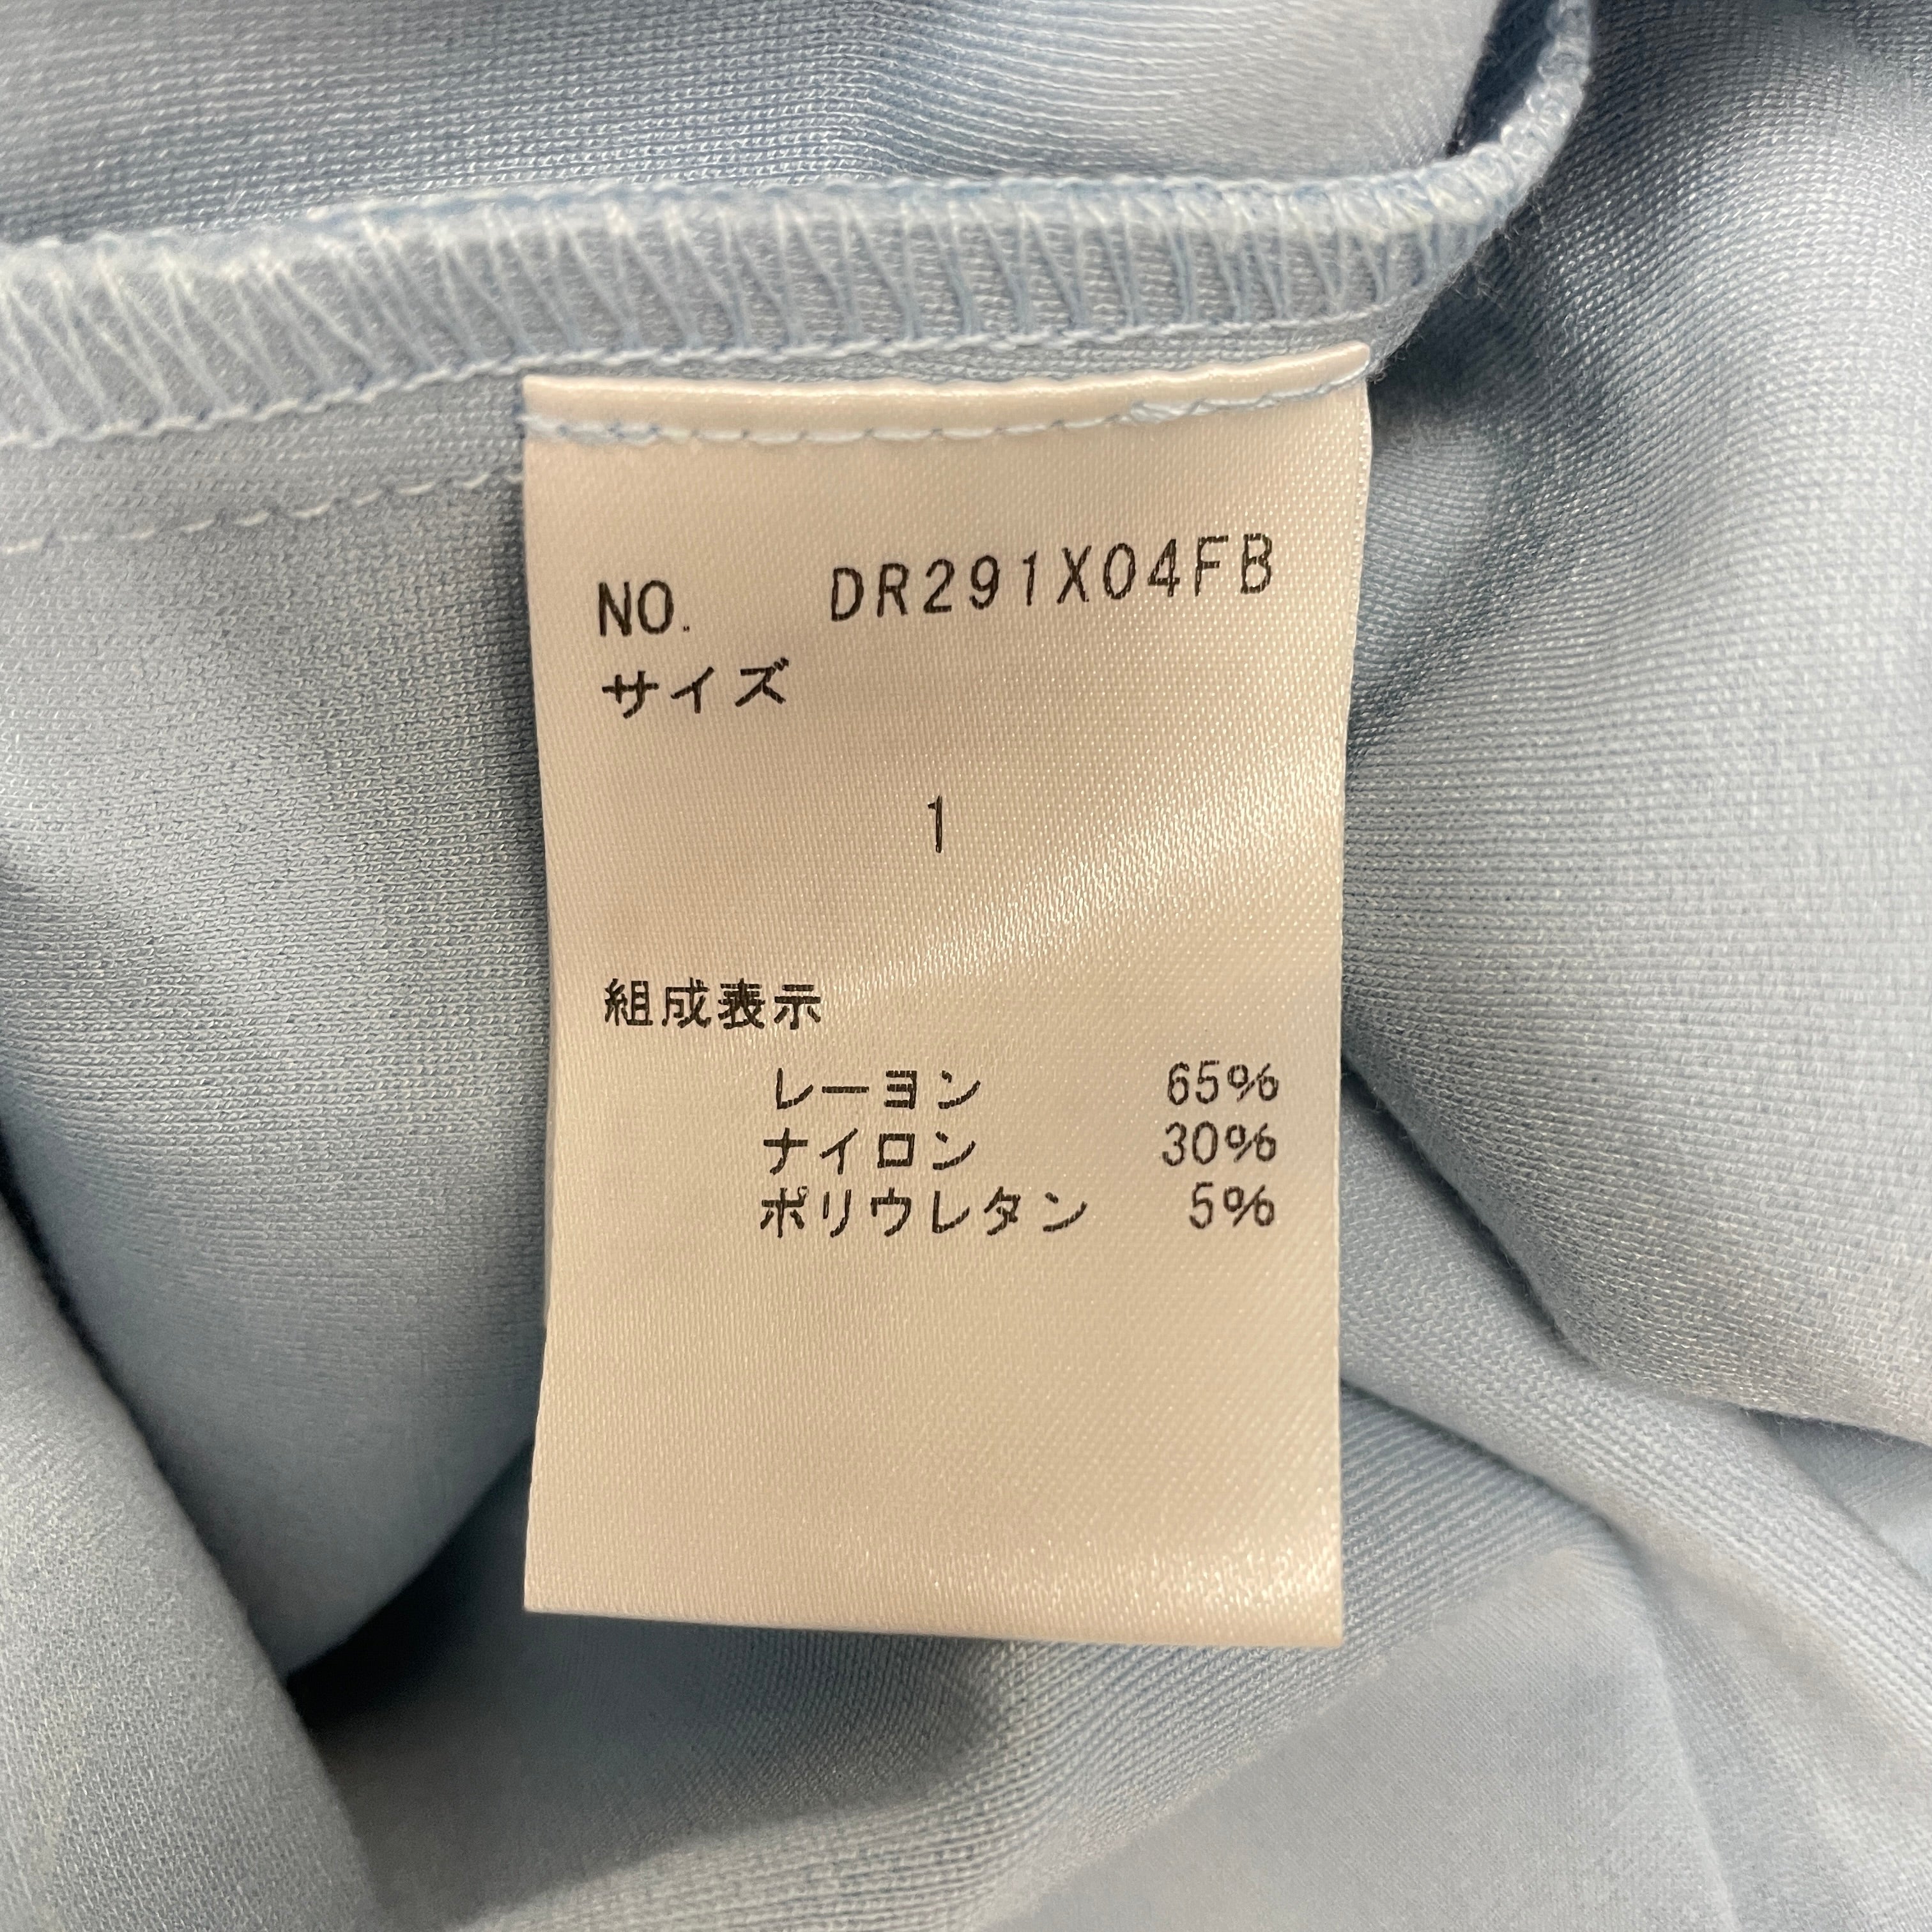 NO. DR291X04FB
サイズ
1
組成表示
レーヨン 65%
ナイロン 30%
ポリウレタン 5%